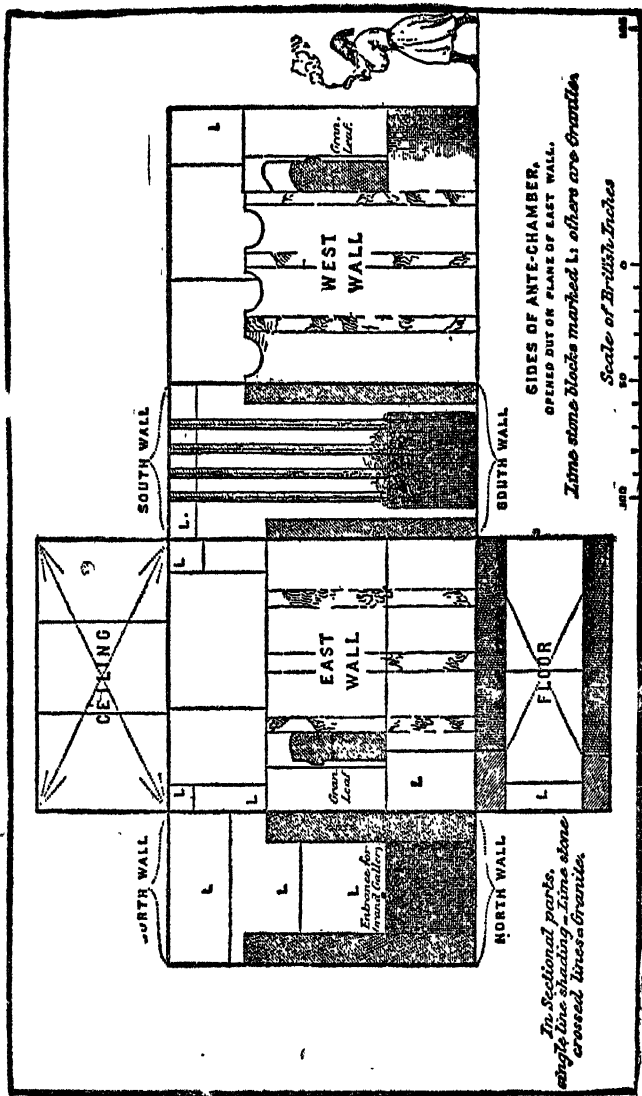 CEILING
ORTH WALL
SOUTH WALL
L
L
L
L
L
L.
L
L
L
L
Entrance for
Grand Gallery
Gran.
Leaf
EAST
WALL
L
WEST
WALL
Gran.
Leaf.
NORTH WALL
SOUTH WALL
L
FLOOR
SIDES OF ANTE-CHAMBER,
OPENED OUT ON PLANE OF EAST WALL.
Lime stone blocks marked L; others are Granite.
Scale of British Inches
100 50 0
In Sectional parts,
single line shading = Lime stone
crossed lines = Granite.